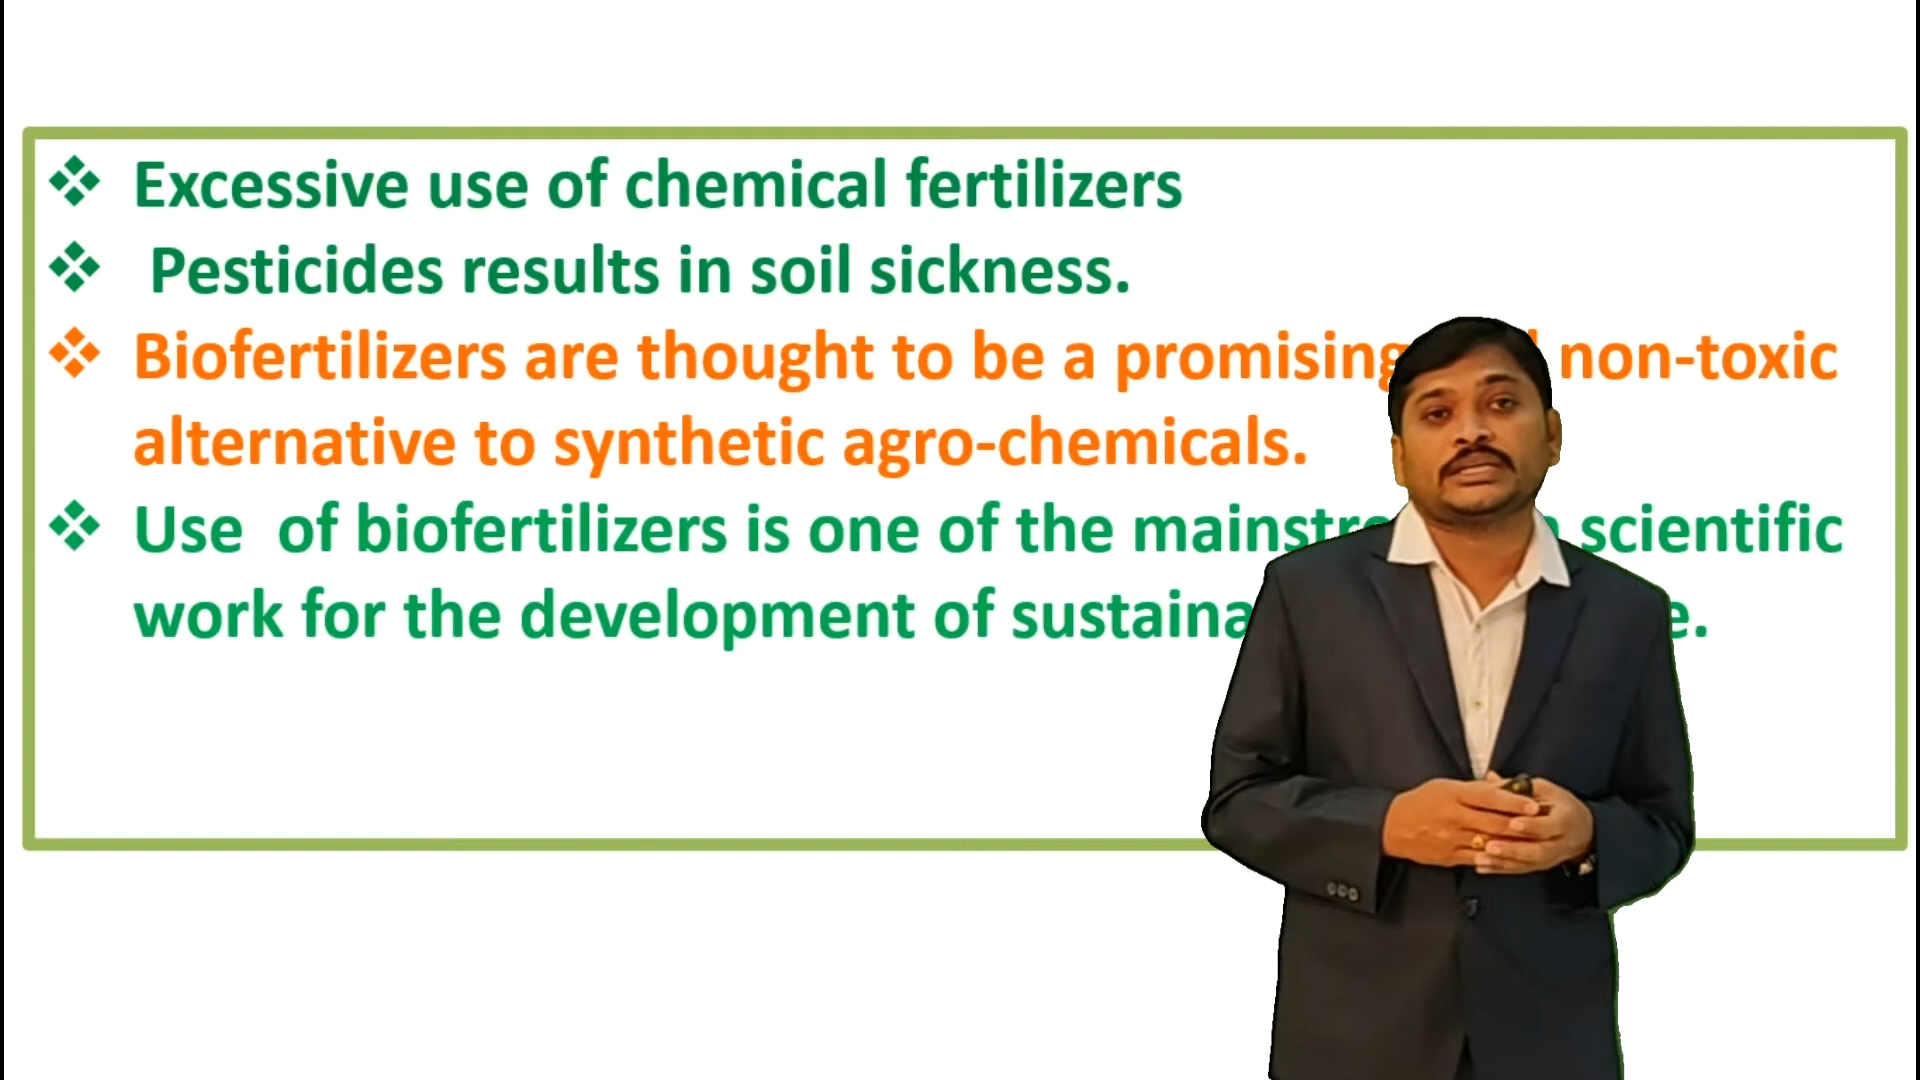 Excessive use of chemical fertilizers
Pesticides results in soil sickness.
Biofertilizers are thought to be a promising non-toxic
alternative to synthetic agro-chemicals.
Use of biofertilizers is one of the scientific
work for the development of